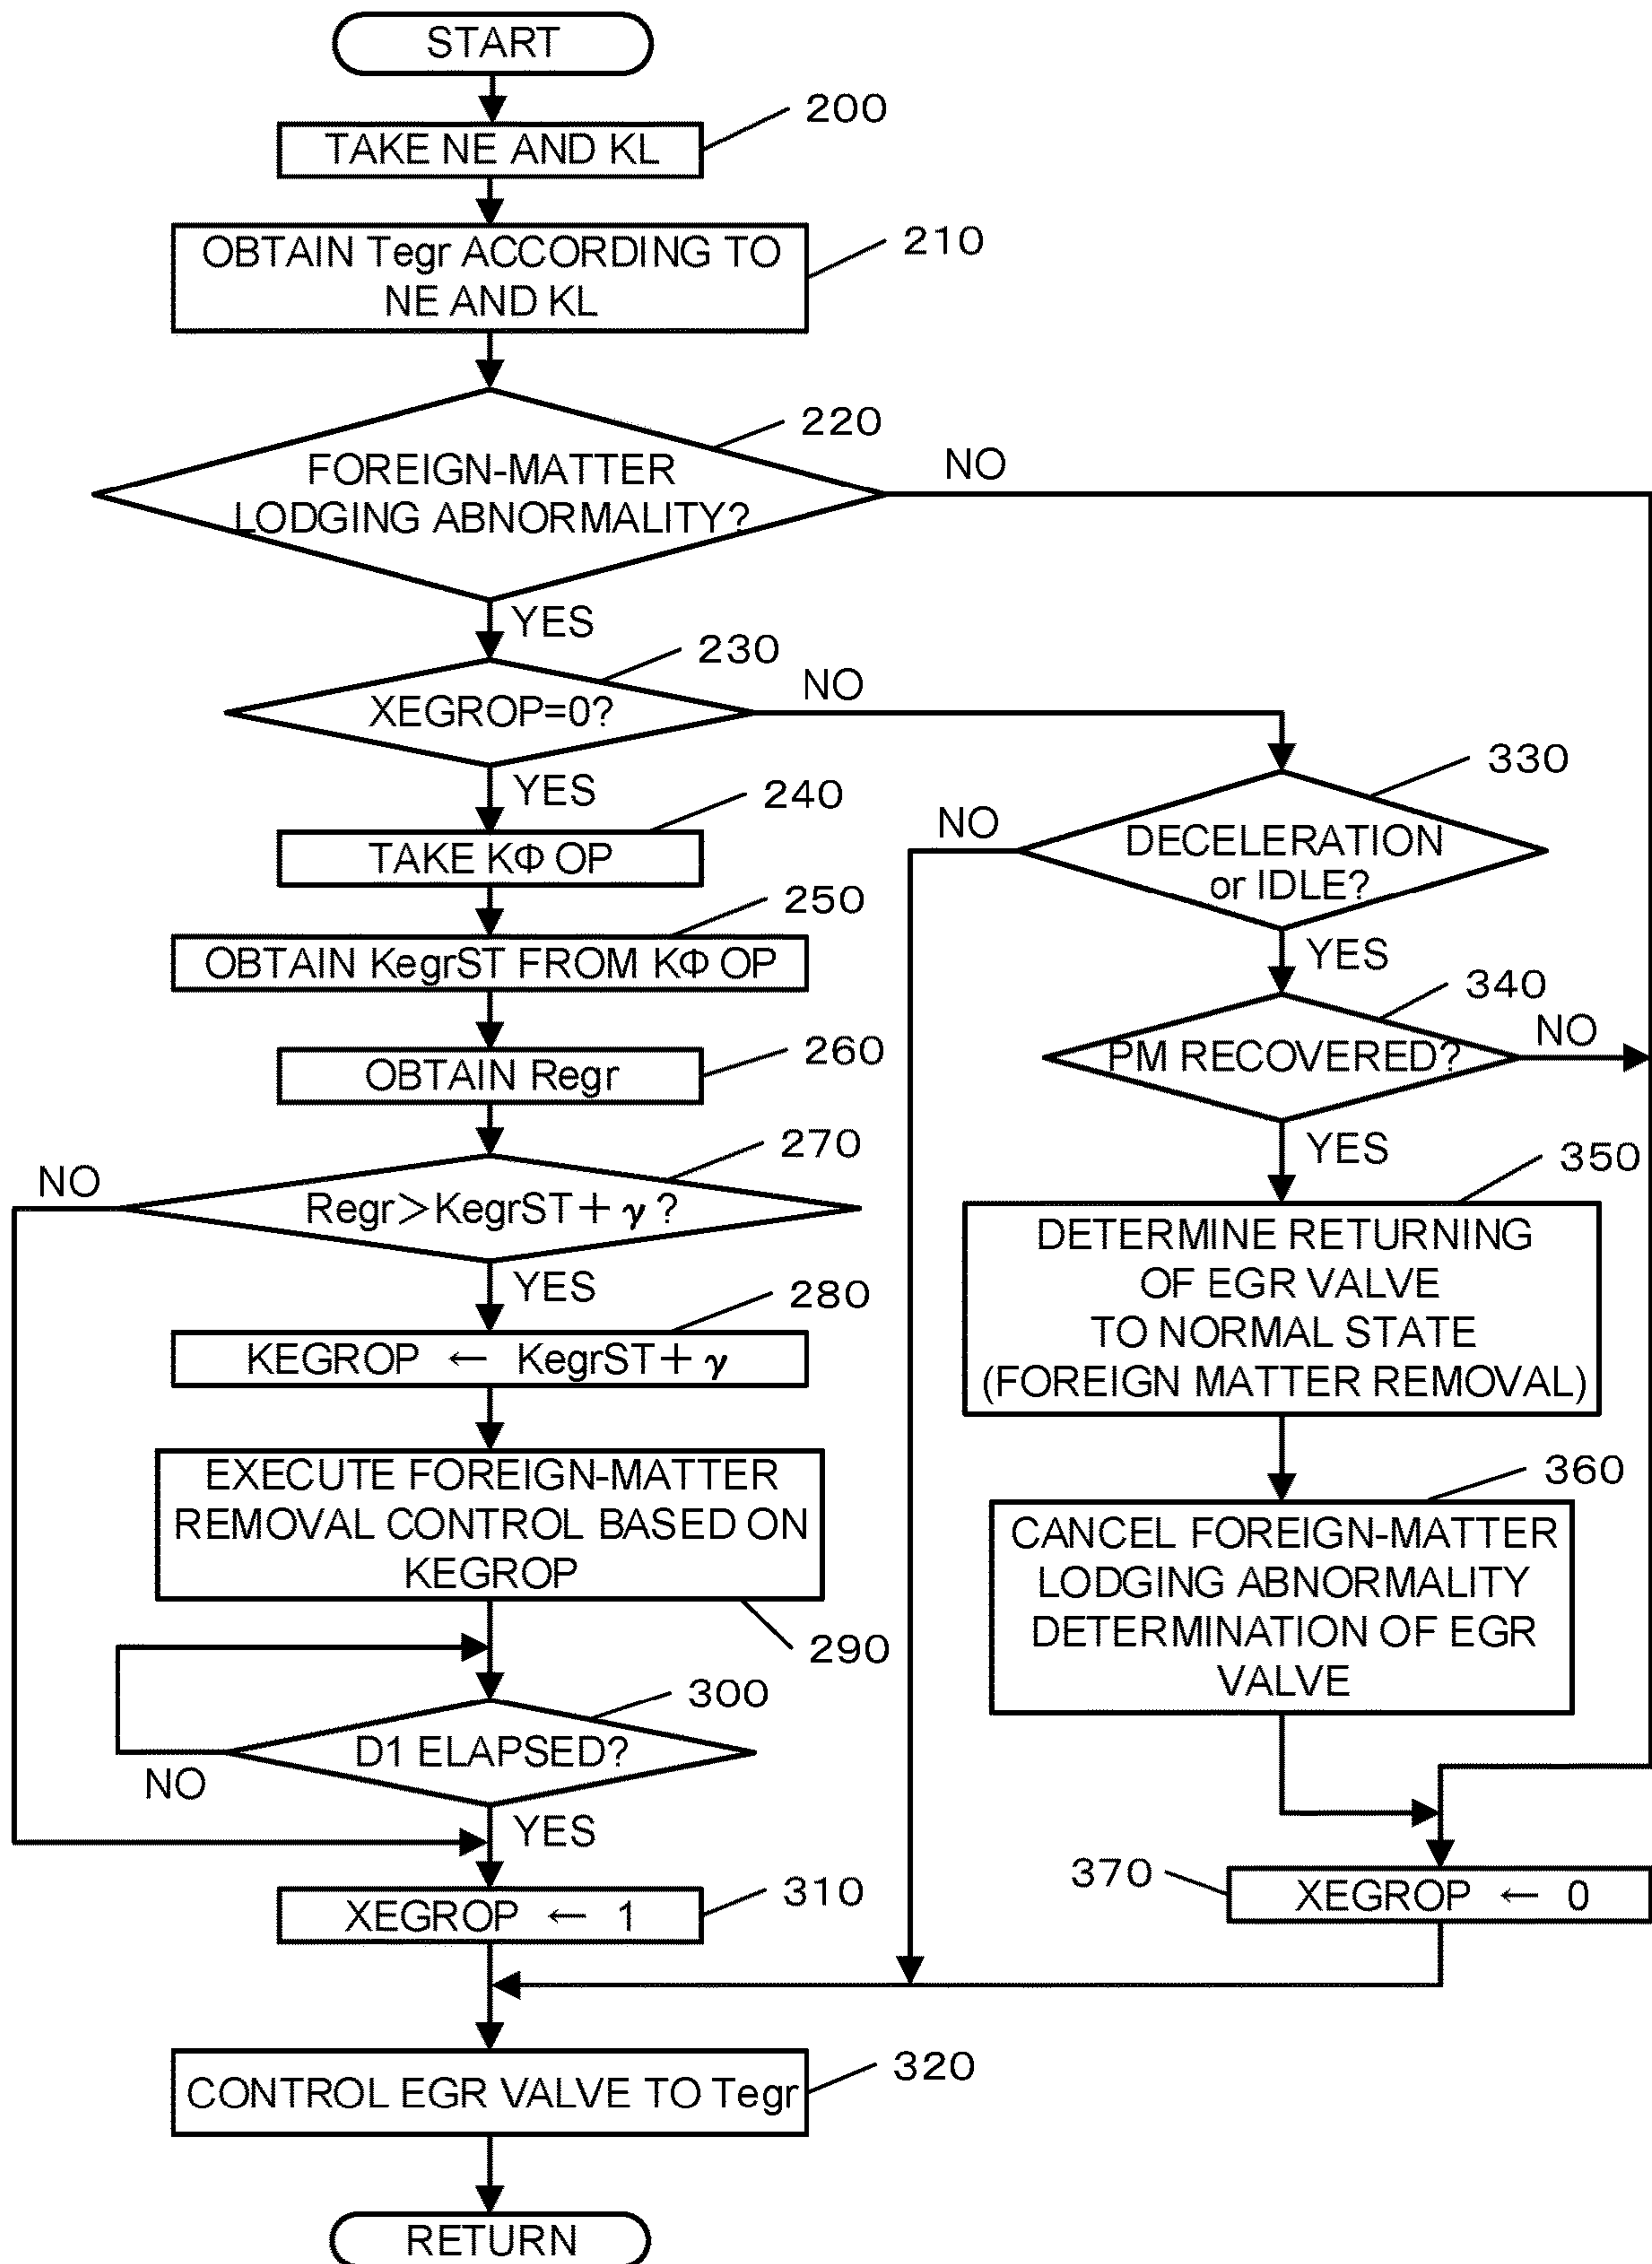 START
200
TAKE NE AND KL
210
OBTAIN Tegr ACCORDING TO
NE AND KL
220
FOREIGN-MATTER
LODGING ABNORMALITY?
NO
YES
230
XEGROP=0?
NO
YES
240
TAKE KΦ OP
250
OBTAIN KegrST FROM KΦ OP
260
OBTAIN Regr
270
Regr>KegrST+γ?
NO
YES
280
KEGROP ← KegrST+γ
EXECUTE FOREIGN-MATTER
REMOVAL CONTROL BASED ON
KEGROP
290
300
D1 ELAPSED?
NO
YES
310
XEGROP ← 1
320
CONTROL EGR VALVE TO Tegr
RETURN
330
DECELERATION
or IDLE?
NO
YES
340
PM RECOVERED?
NO
YES
350
DETERMINE RETURNING
OF EGR VALVE
TO NORMAL STATE
(FOREIGN MATTER REMOVAL)
360
CANCEL FOREIGN-MATTER
LODGING ABNORMALITY
DETERMINATION OF EGR
VALVE
370
XEGROP ← 0